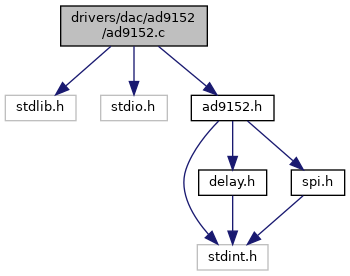 drivers/dac/ad9152
/ad9152.c
stdlib.h
stdio.h
ad9152.h
delay.h
spi.h
stdint.h